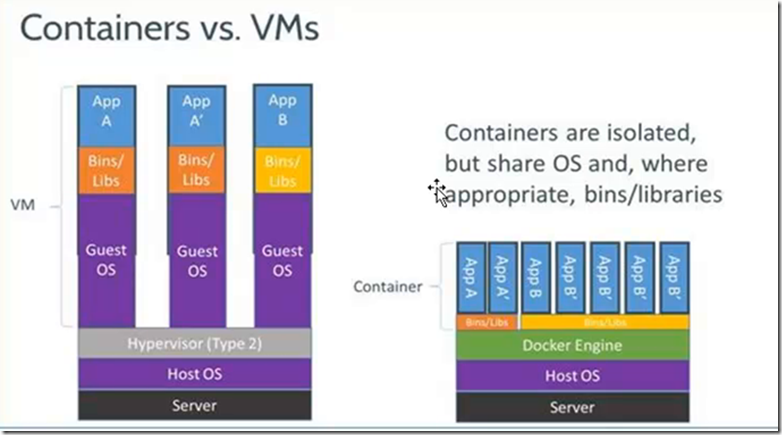 Containers vs. VMs
App
A
App
A’
App
B
Bins/
Libs
Bins/
Libs
Bins/
Libs
VM
Guest
OS
Guest
OS
Guest
OS
Hypervisor (Type 2)
Host OS
Server
Containers are isolated,
but share OS and, where
appropriate, bins/libraries
Container
App A
App A’
App B
App B’
App B’
App B’
App B’
Bins/Libs
Bins/Libs
Docker Engine
Host OS
Server